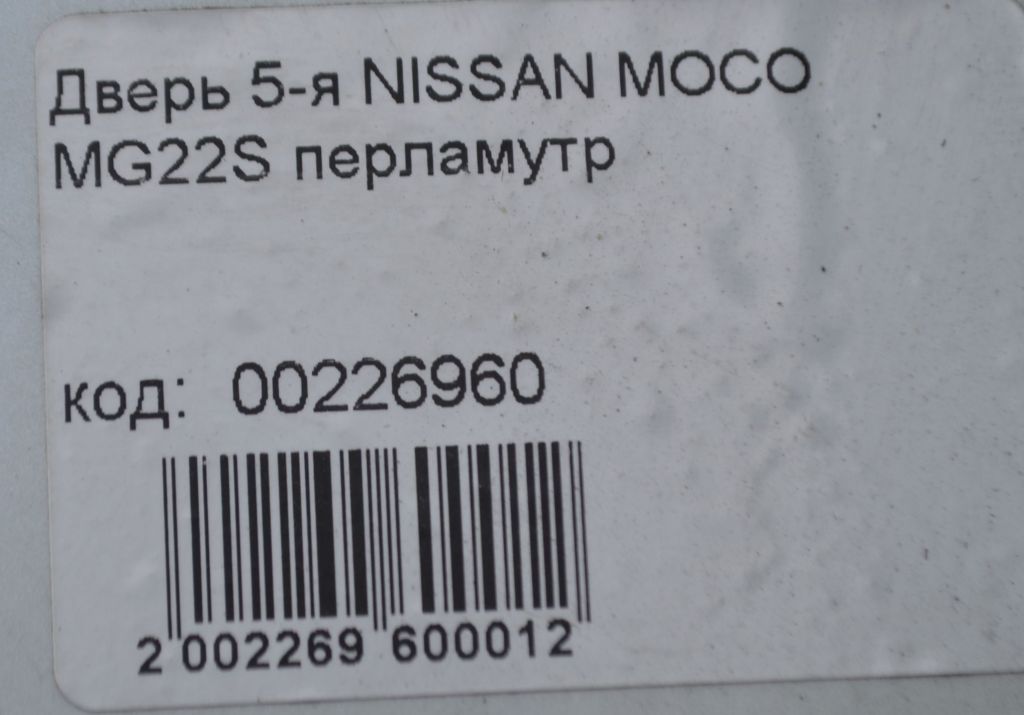 Дверь 5-я NISSAN MOCO
MG22S перламутр
код: 00226960
2 002269 600012